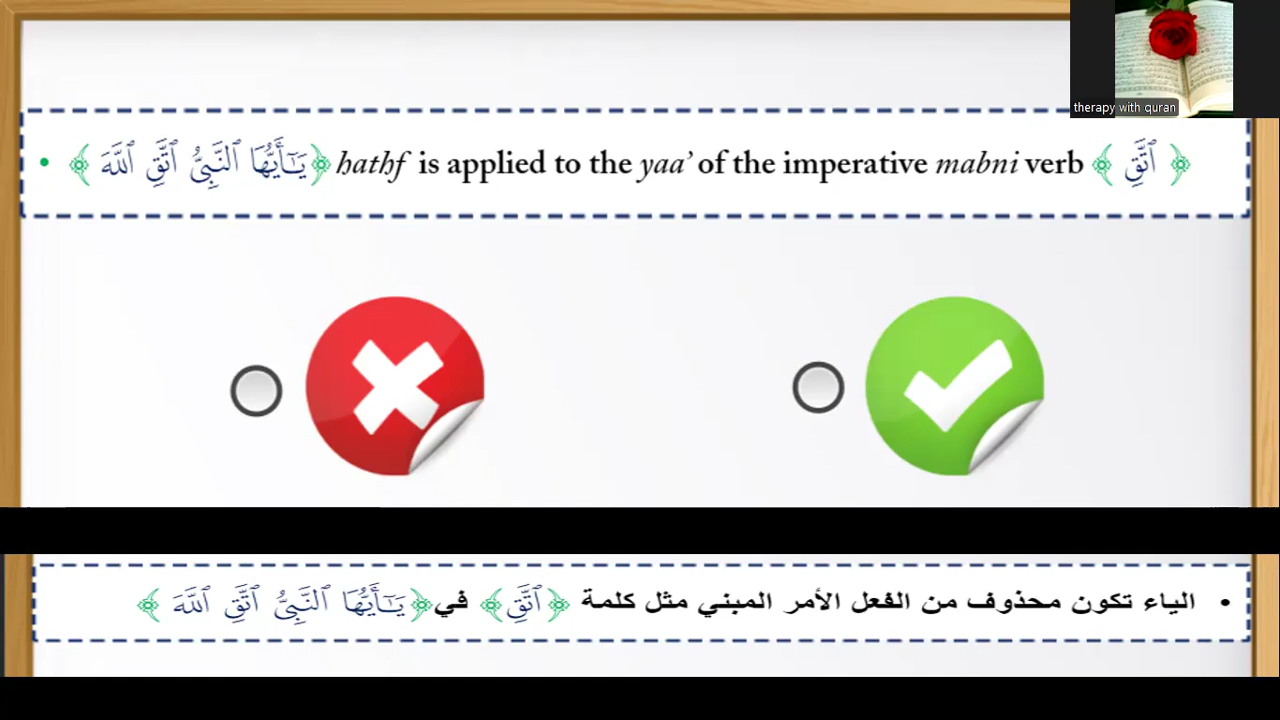 therapy with quran
• ﴿يَـٰٓأَيُّهَا ٱلنَّبِىُّ ٱتَّقِ ٱللَّهَ﴾ hathf is applied to the yaa’ of the imperative mabni verb ﴿ٱتَّقِ﴾
• الياء تكون محذوف من الفعل الأمر المبني مثل كلمة ﴿ٱتَّقِ﴾ في﴿يَـٰٓأَيُّهَا ٱلنَّبِىُّ ٱتَّقِ ٱللَّهَ﴾